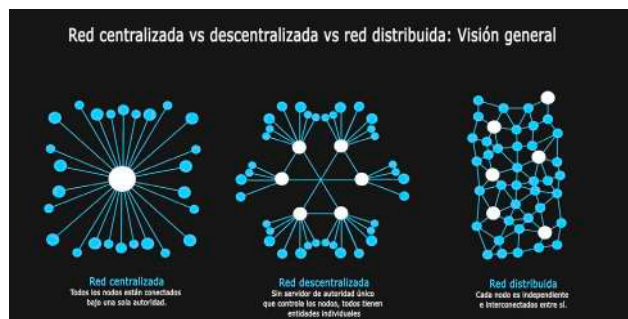 Red centralizada vs descentralizada vs red distribuida: Visión general
Red centralizada
Todos los nodos están conectados
bajo una sola autoridad.
Red descentralizada
Sin servidor de autoridad único
que controla los nodos, todos tienen
entidades individuales
Red distribuida
Cada nodo es independiente
e interconectados entre sí.